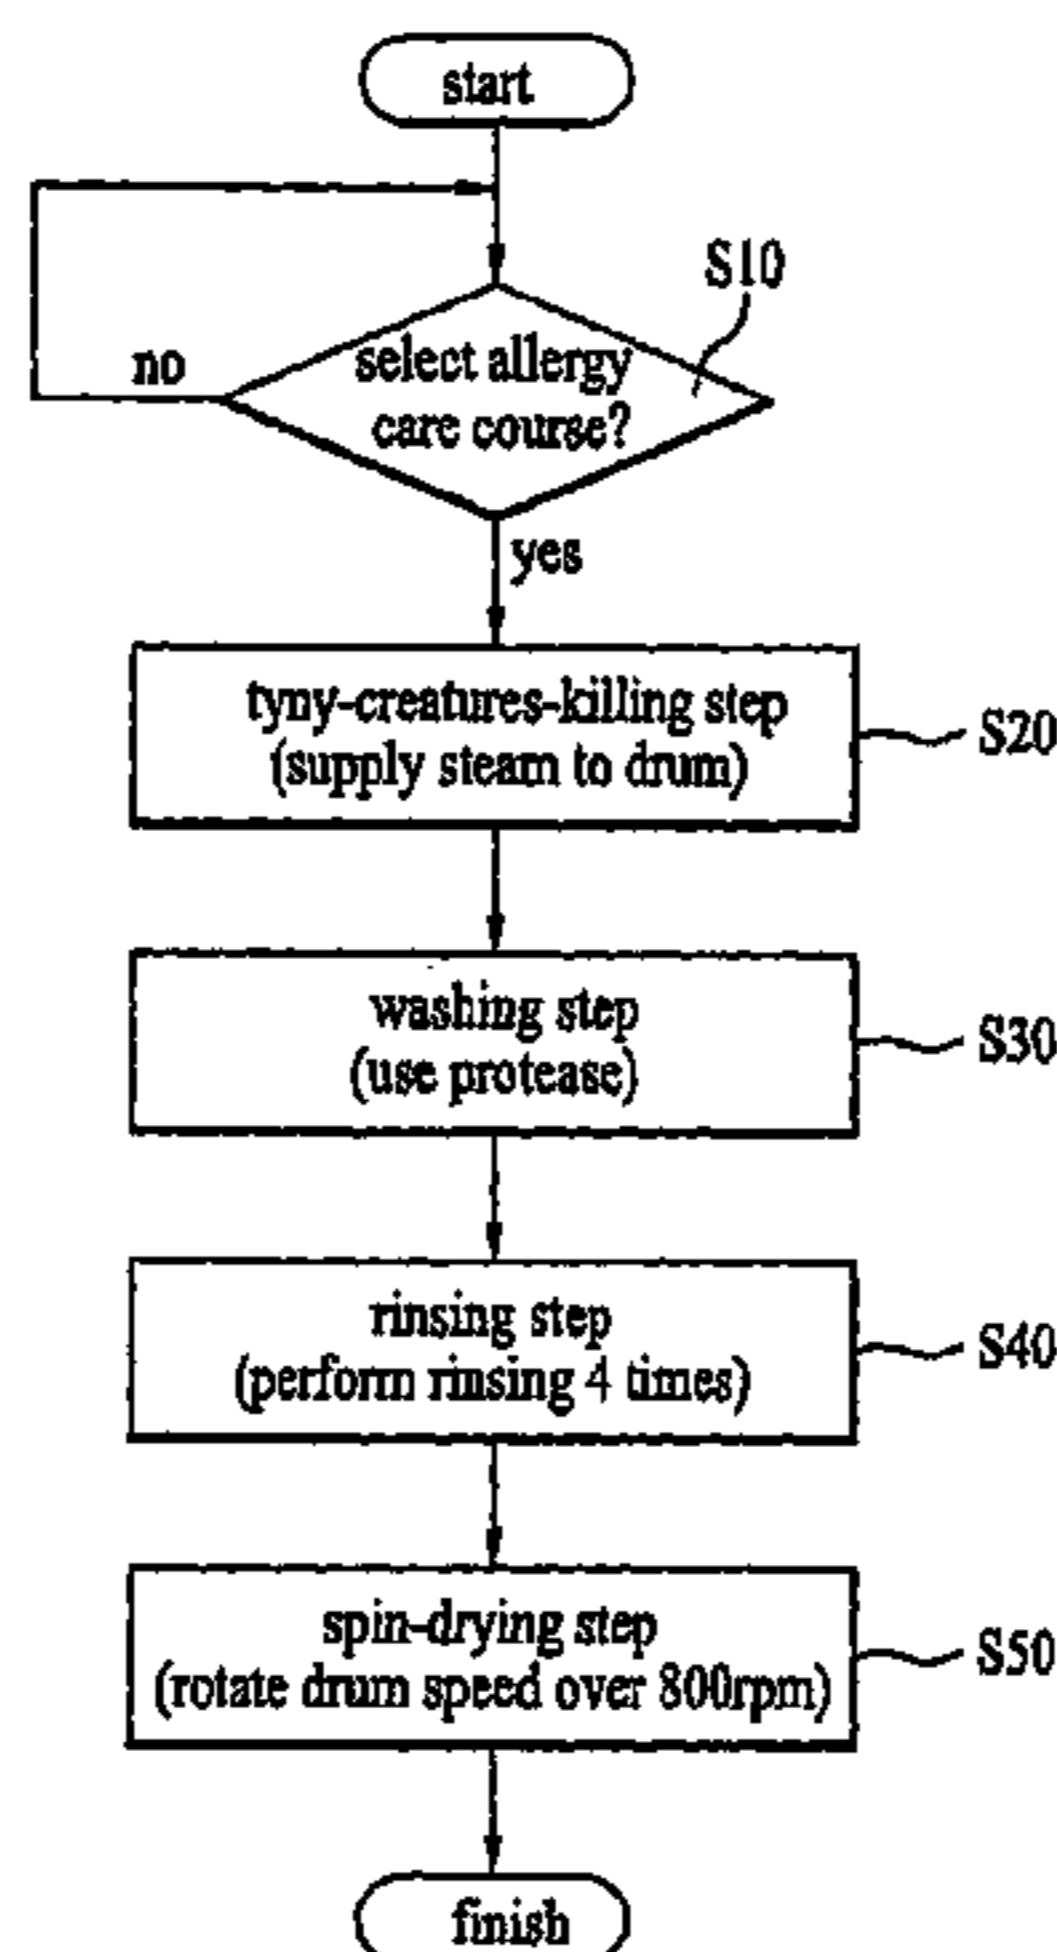 start
S10
no
select allergy
care course?
yes
tyny-creatures-killing step
(supply steam to drum)
S20
washing step
(use protease)
S30
rinsing step
(perform rinsing 4 times)
S40
spin-drying step
(rotate drum speed over 800rpm)
S50
finish